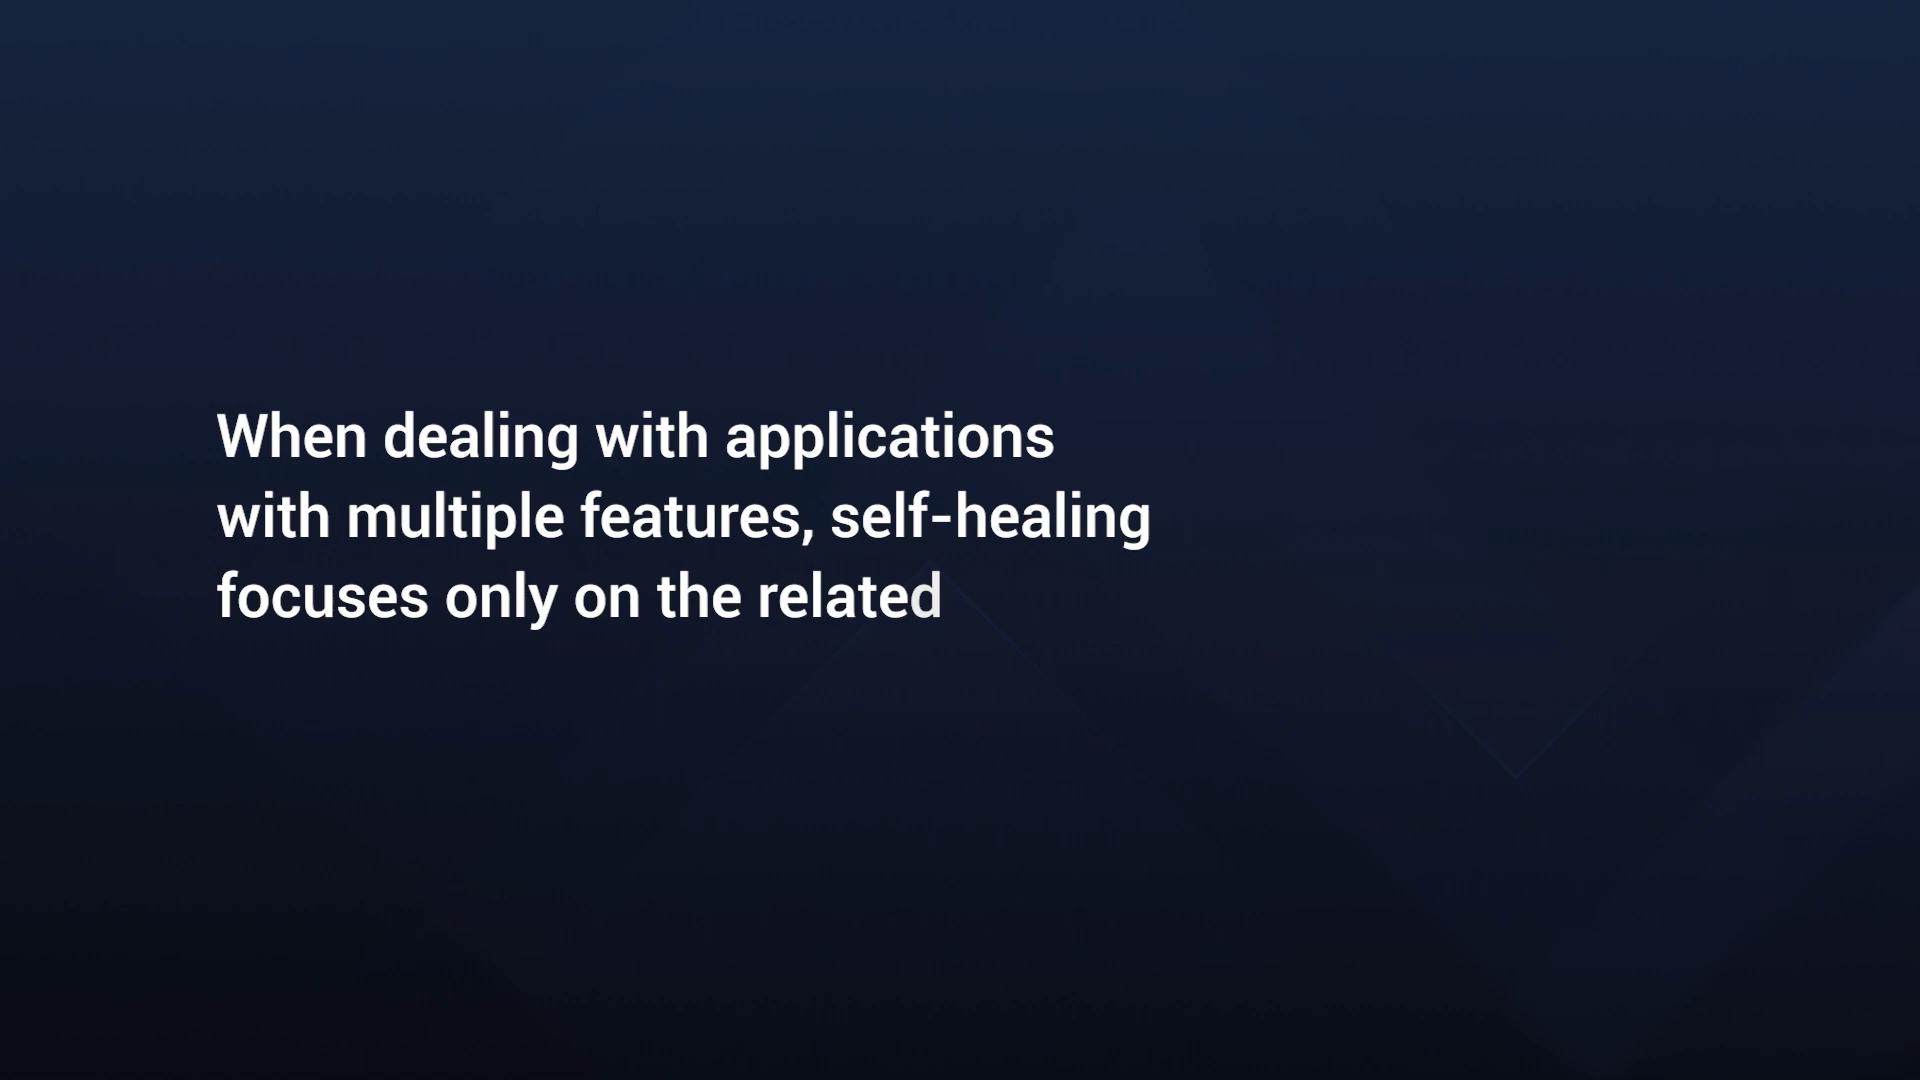 When dealing with applications
with multiple features, self-healing
focuses only on the related